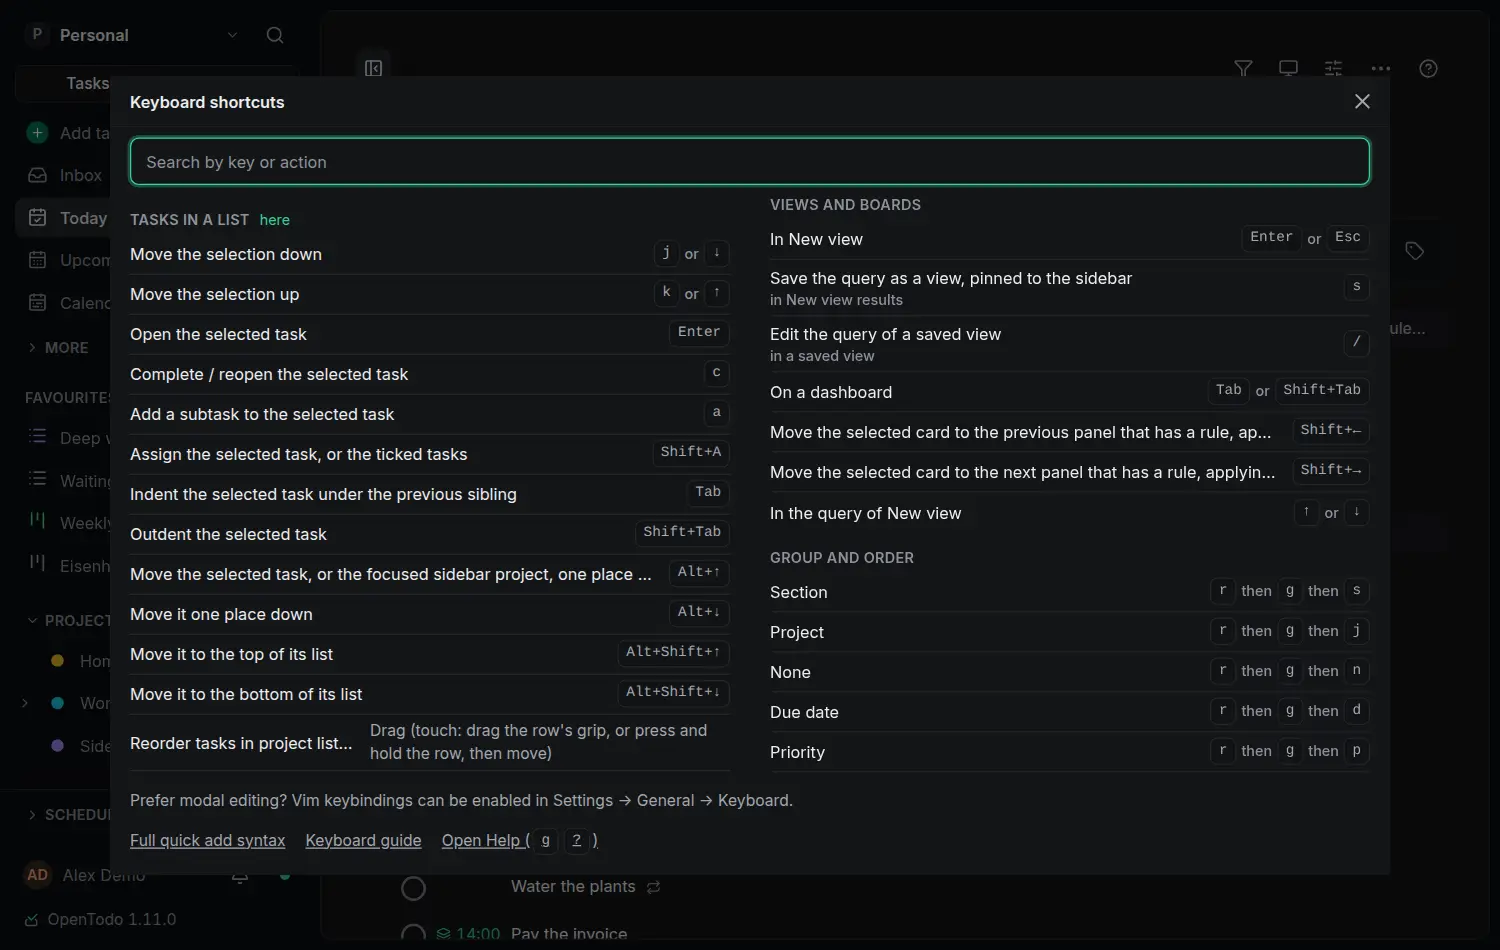 P Personal
Tasks
Add ta
Inbox
Today
Upcom
Calenc
MORE
FAVOURITES
Deep
Waiting
Weekly
Eisenh
PROJECT
Hom
Wor
Side
SCHEDU
AD Alex Demo
OpenTodo 1.11.0
Keyboard shortcuts
Search by key or action
TASKS IN A LIST here
Move the selection down j or ↓
Move the selection up k or ↑
Open the selected task Enter
Complete / reopen the selected task c
Add a subtask to the selected task a
Assign the selected task, or the ticked tasks Shift+A
Indent the selected task under the previous sibling Tab
Outdent the selected task Shift+Tab
Move the selected task, or the focused sidebar project, one place ... Alt+↑
Move it one place down Alt+↓
Move it to the top of its list Alt+Shift+↑
Move it to the bottom of its list Alt+Shift+↓
Reorder tasks in project list... Drag (touch: drag the row's grip, or press and
hold the row, then move)
VIEWS AND BOARDS
In New view Enter or Esc
Save the query as a view, pinned to the sidebar s
in New view results
Edit the query of a saved view /
in a saved view
On a dashboard Tab or Shift+Tab
Move the selected card to the previous panel that has a rule, ap... Shift+←
Move the selected card to the next panel that has a rule, applyin... Shift+→
In the query of New view ↑ or ↓
GROUP AND ORDER
Section r then g then s
Project r then g then j
None r then g then n
Due date r then g then d
Priority r then g then p
Prefer modal editing? Vim keybindings can be enabled in Settings → General → Keyboard.
Full quick add syntax Keyboard guide Open Help ( g ? )
ule...
Water the plants
14:00 Pay the invoice